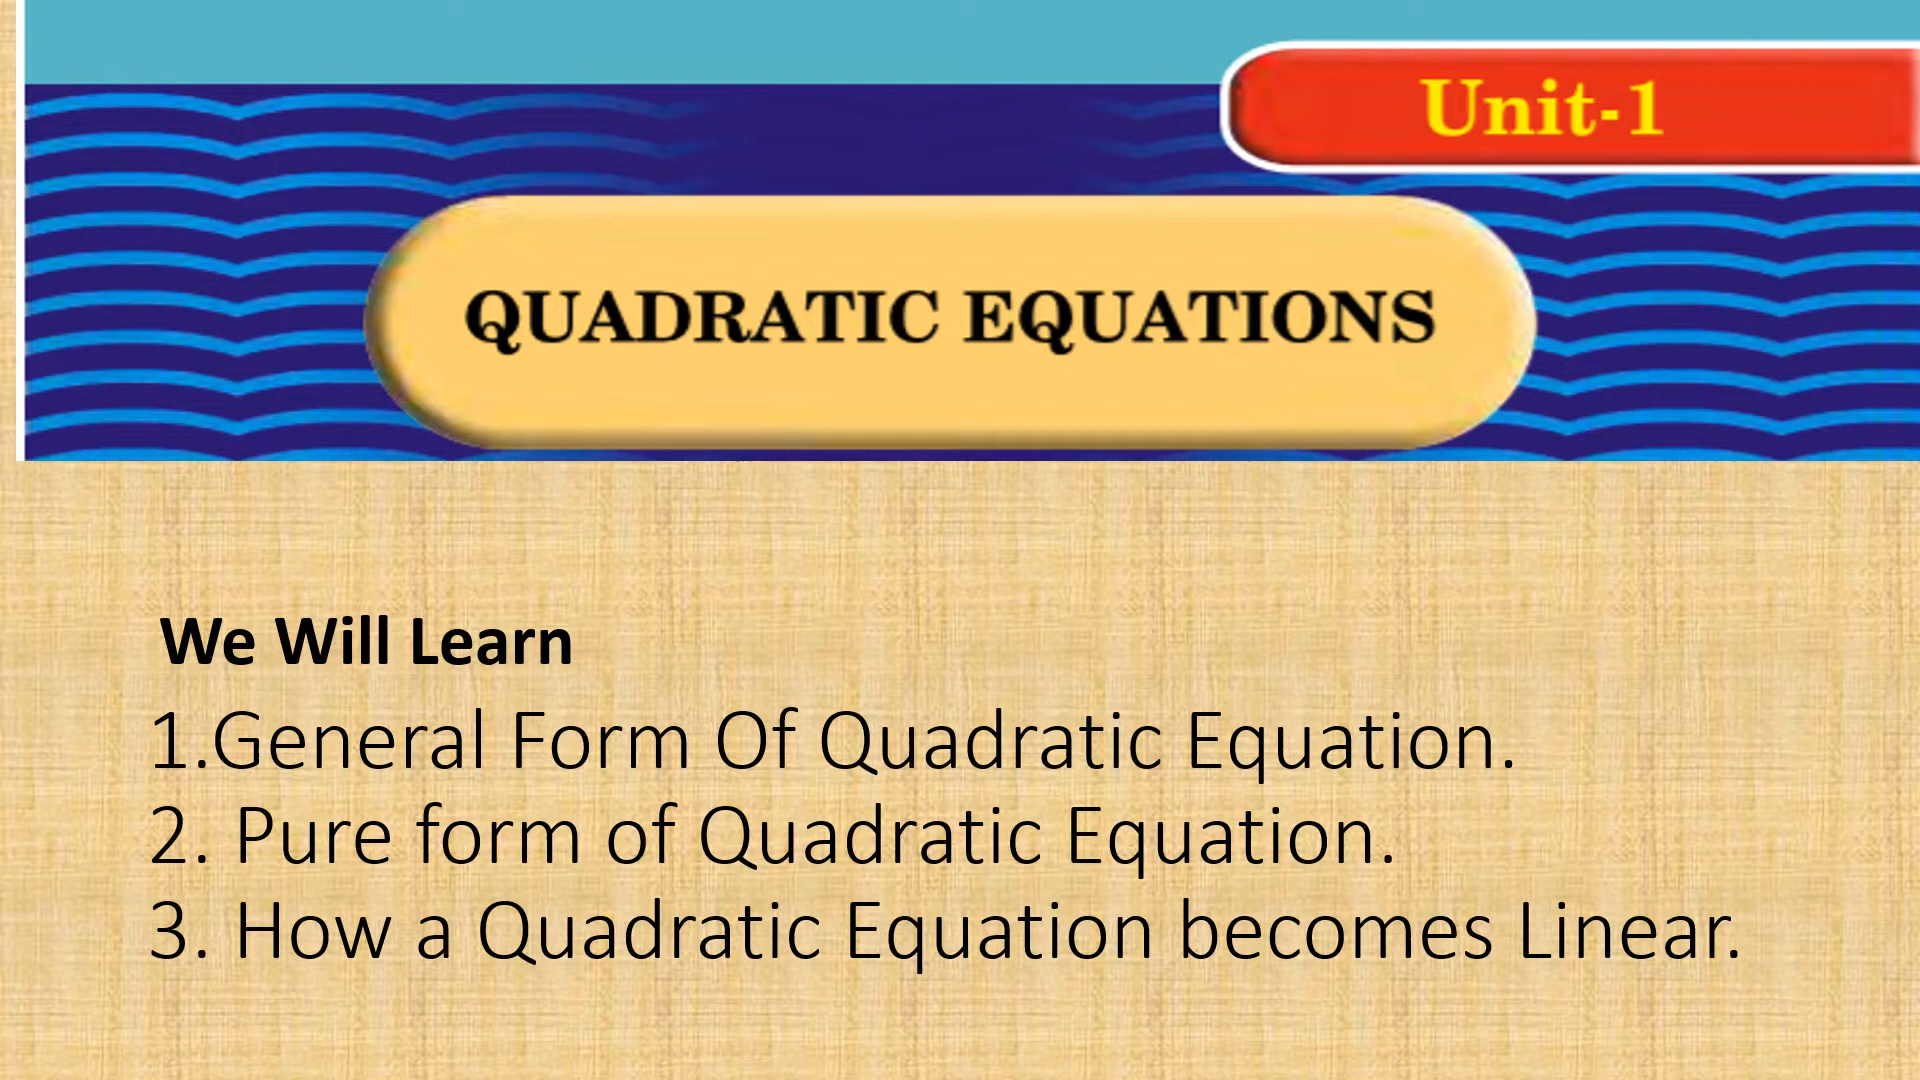 Unit-1
QUADRATIC EQUATIONS
We Will Learn
1.General Form Of Quadratic Equation.
2. Pure form of Quadratic Equation.
3. How a Quadratic Equation becomes Linear.